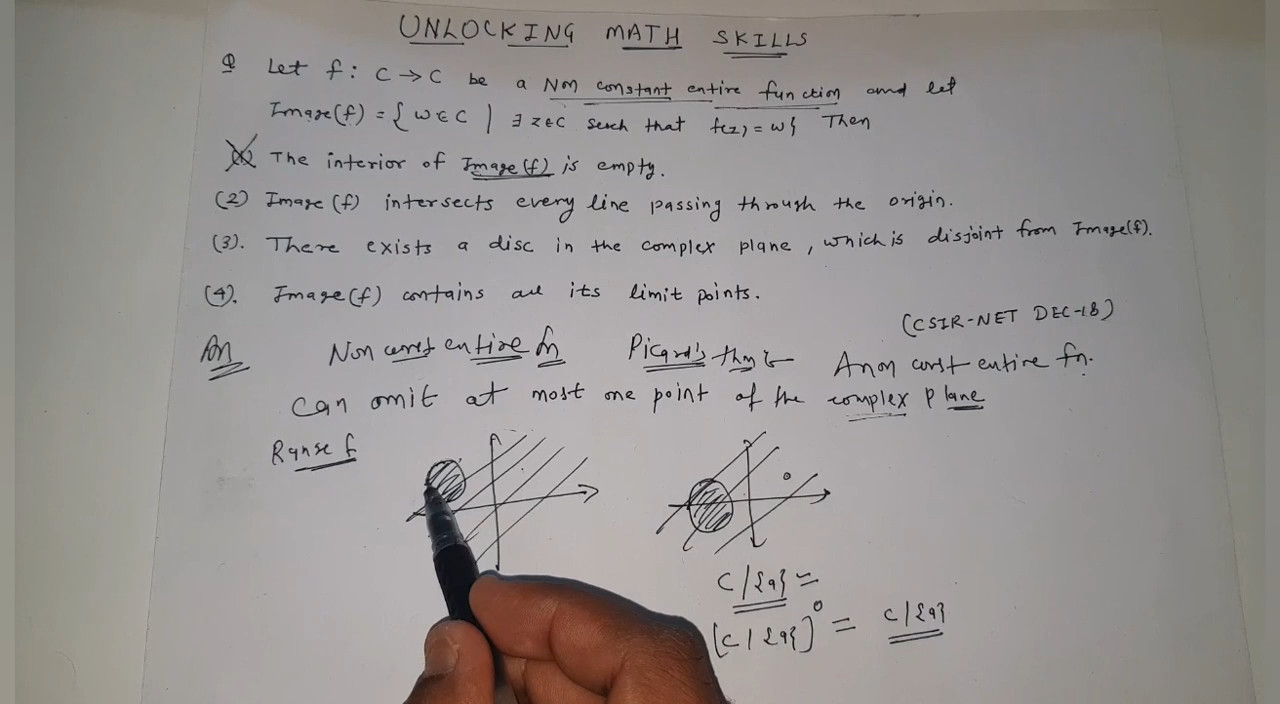 UNLOCKING MATH SKILLS
Q Let f: C → C be a Non constant entire function and let
Image(f) = { w ∈ C | ∃ z ∈ C such that f(z) = w} Then
The interior of Image(f) is empty.
(2) Image (f) intersects every line passing through the origin.
(3). There exists a disc in the complex plane, which is disjoint from Image(f).
(4). Image(f) contains all its limit points.
(CSIR-NET DEC-18)
An Non const entire fn Picard's thm :- A non const entire fn.
can omit at most one point of the complex plane
Range f
C/{a} =
[C/{a}]° = C/{a}